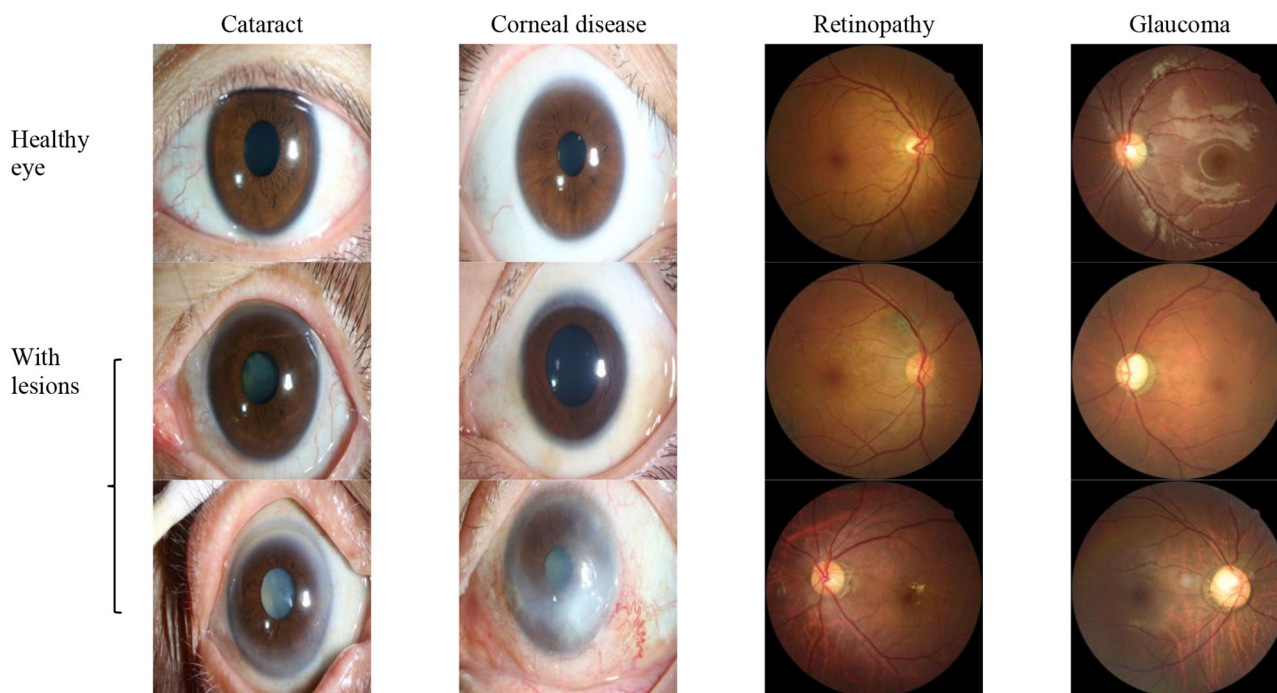 Cataract
Corneal disease
Retinopathy
Glaucoma
Healthy
eye
With
lesions